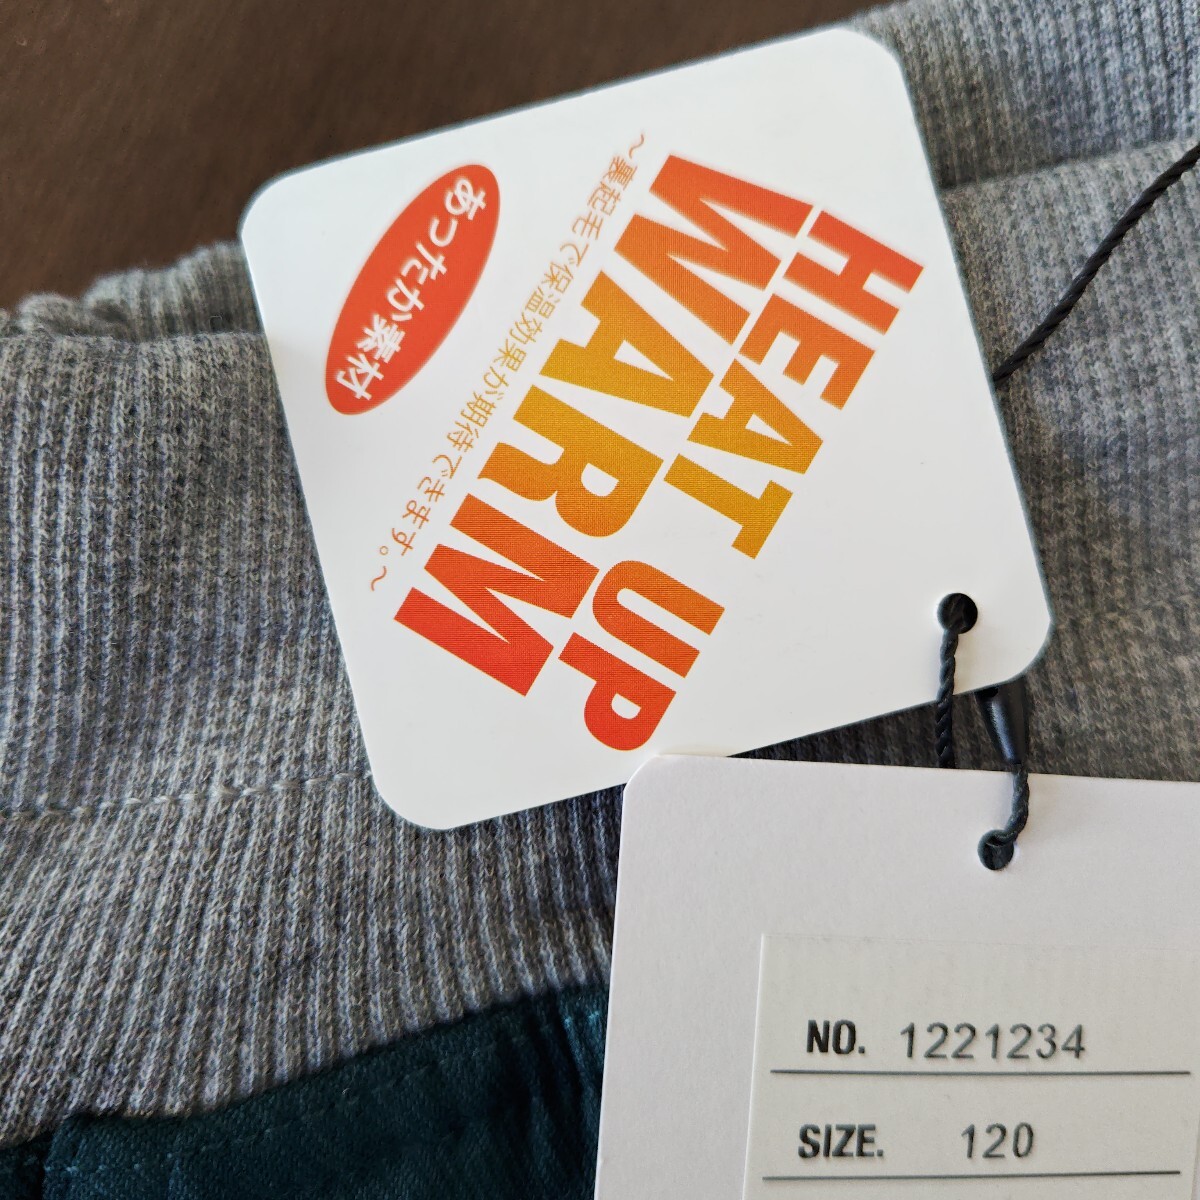 HEAT UP
WARM
~裏起毛で保温効果が期待できます。~
あったか素材
NO. 1221234
SIZE. 120